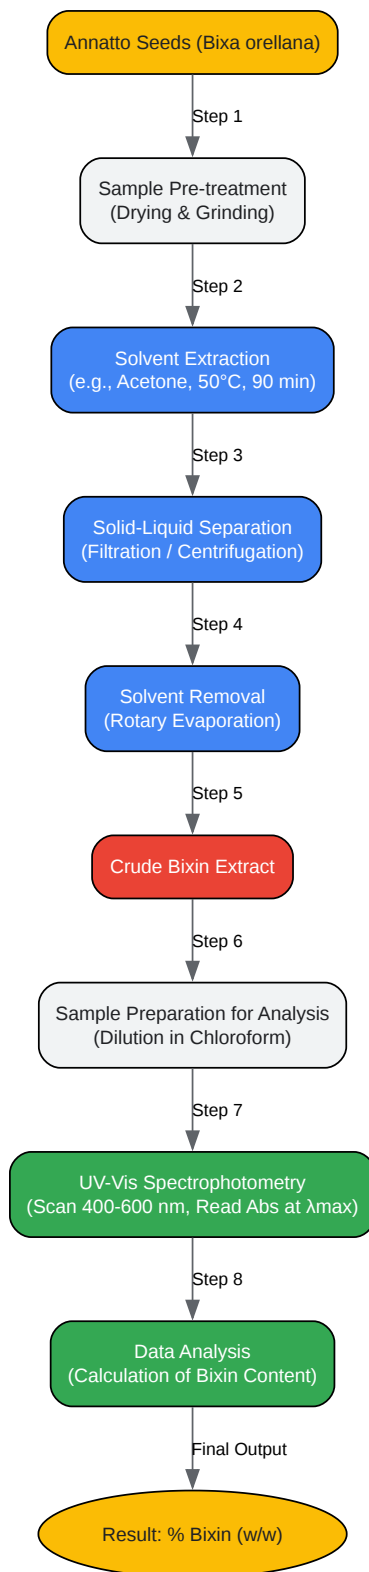 Annatto Seeds (Bixa orellana)
Step 1
Sample Pre-treatment
(Drying & Grinding)
Step 2
Solvent Extraction
(e.g., Acetone, 50°C, 90 min)
Step 3
Solid-Liquid Separation
(Filtration / Centrifugation)
Step 4
Solvent Removal
(Rotary Evaporation)
Step 5
Crude Bixin Extract
Step 6
Sample Preparation for Analysis
(Dilution in Chloroform)
Step 7
UV-Vis Spectrophotometry
(Scan 400-600 nm, Read Abs at λmax)
Step 8
Data Analysis
(Calculation of Bixin Content)
Final Output
Result: % Bixin (w/w)